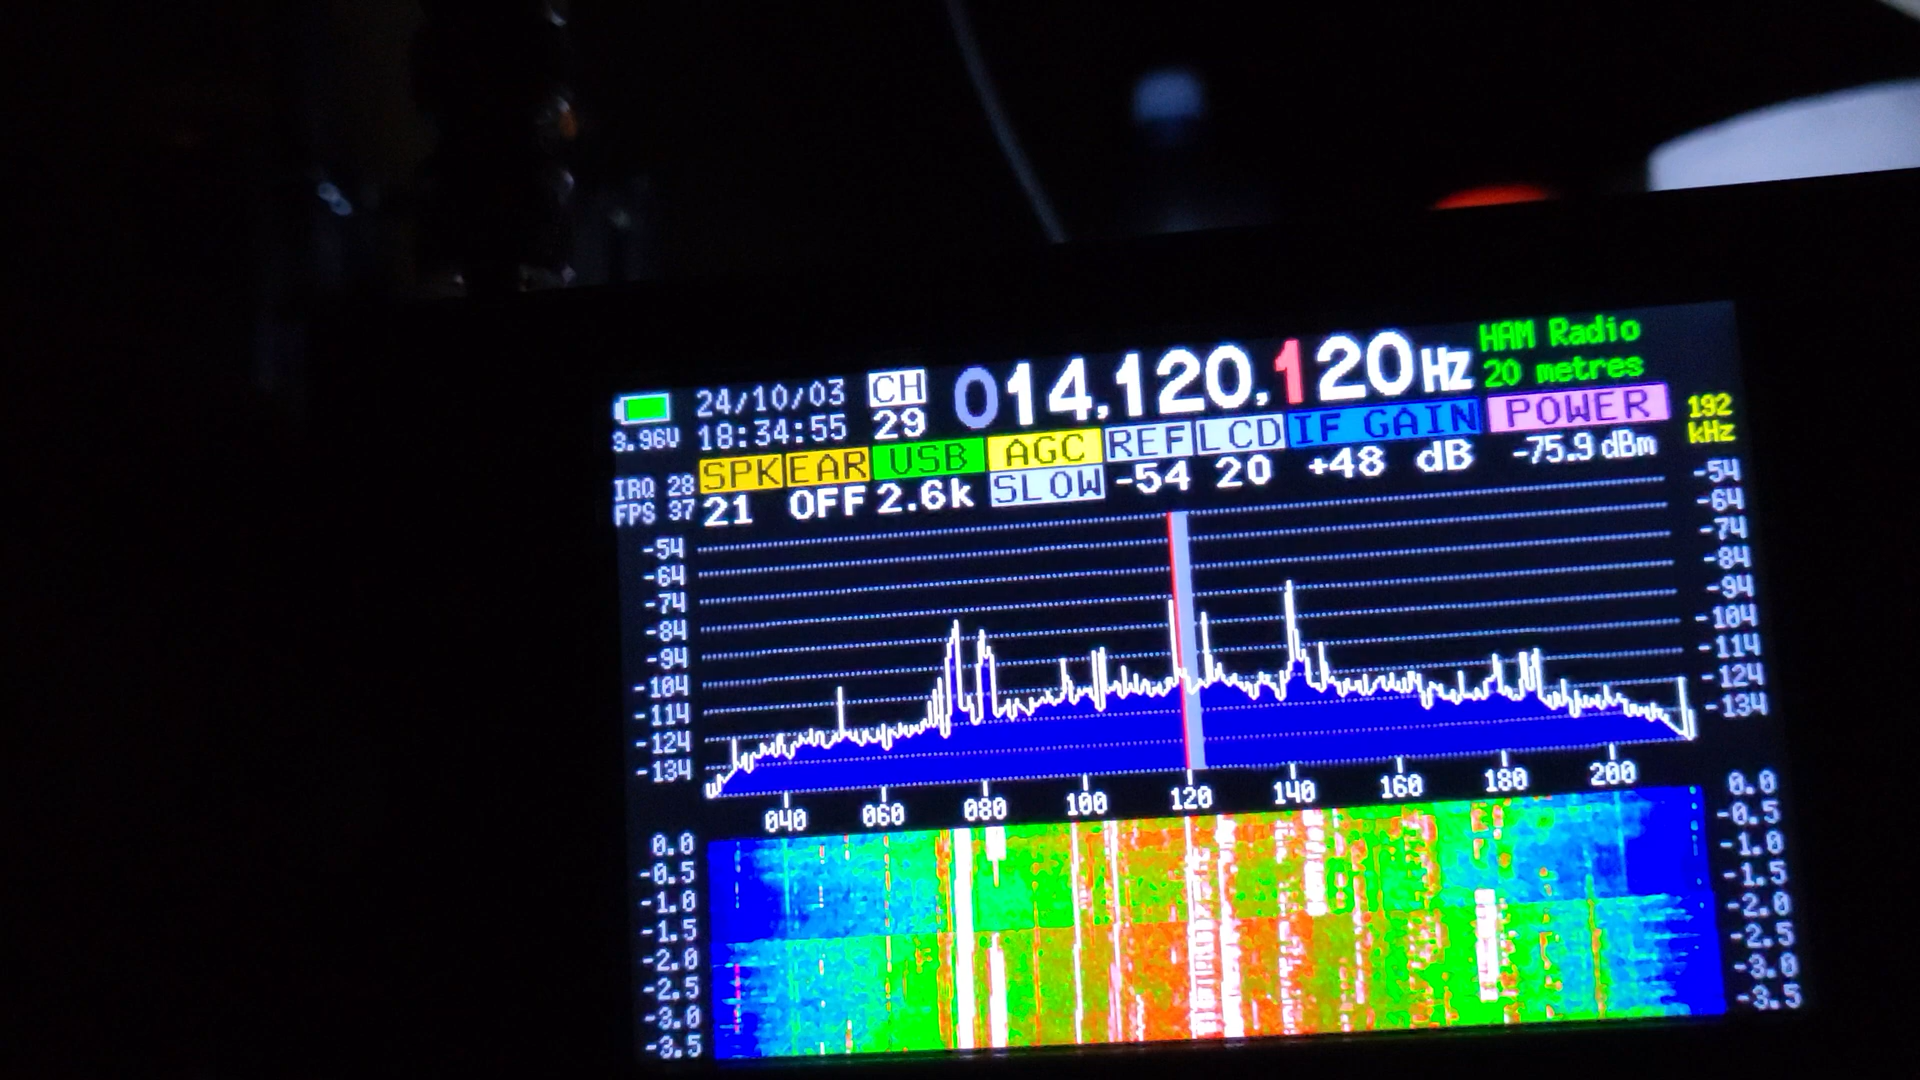 HAM Radio
20 metres
24/10/03 CH 014,120,120Hz
3.96V 18:34:55 29
SPK EAR USB AGC REF LCD IF GAIN POWER 192 kHz
IRQ 28
FPS 37
21 OFF 2.6k SLOW -54 20 +48 dB -75.9 dBm
-54 -54
-64 -64
-74 -74
-84 -84
-94 -94
-104 -104
-114 -114
-124 -124
-134 -134
040 060 080 100 120 140 160 180 200
0.0 0.0
-0.5 -0.5
-1.0 -1.0
-1.5 -1.5
-2.0 -2.0
-2.5 -2.5
-3.0 -3.0
-3.5 -3.5